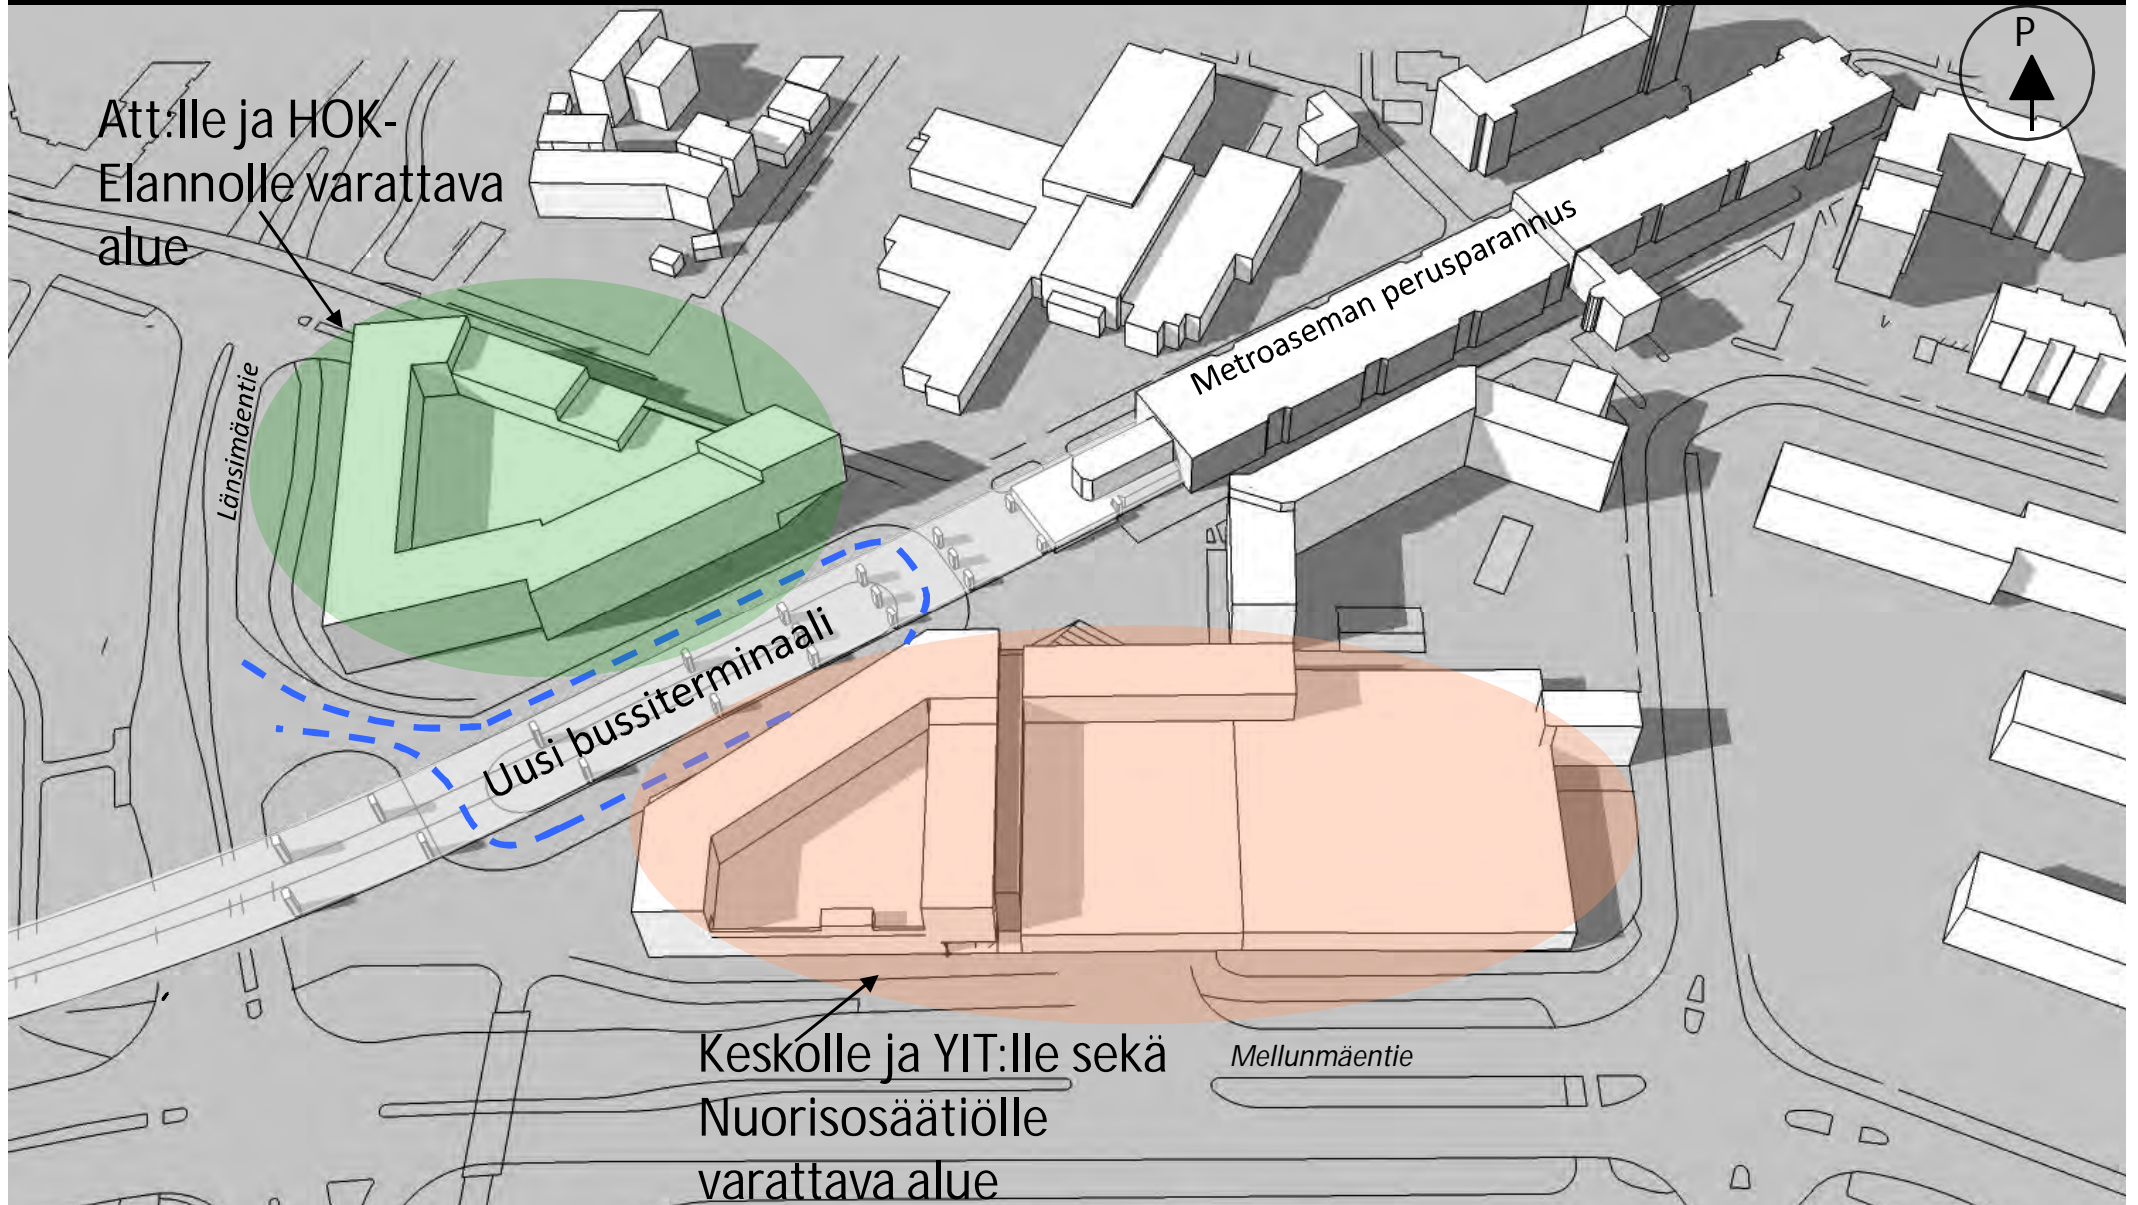 P
Att:lle ja HOK-
Elannolle varattava
alue
Metroaseman perusparannus
Länsimäentie
Uusi bussiterminaali
Keskolle ja YIT:lle sekä
Nuorisosäätiölle
varattava alue
Mellunmäentie